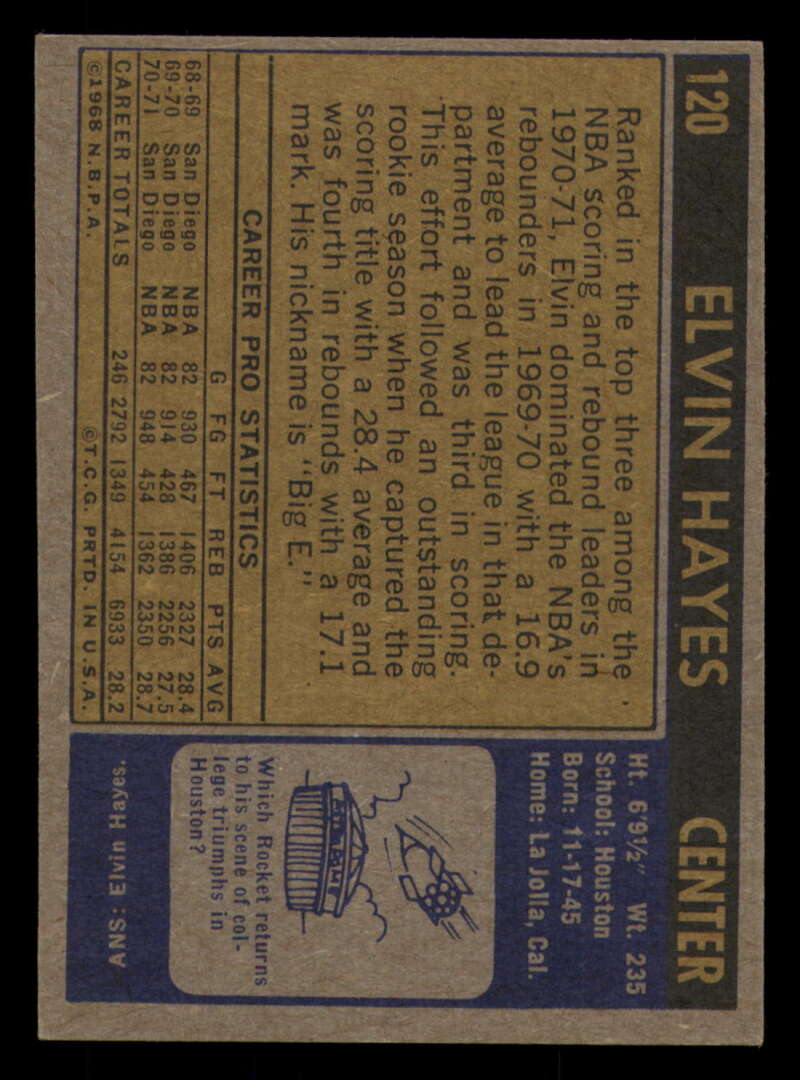 120 ELVIN HAYES CENTER
Ranked in the top three among the
NBA scoring and rebound leaders in
1970-71, Elvin dominated the NBA's
rebounders in 1969-70 with a 16.9
average to lead the league in that de-
partment and was third in scoring.
This effort followed an outstanding
rookie season when he captured the
scoring title with a 28.4 average and
was fourth in rebounds with a 17.1
mark. His nickname is "Big E."
CAREER PRO STATISTICS
G FG FT REB PTS AVG
68-69 San Diego NBA 82 930 467 1406 2327 28.4
69-70 San Diego NBA 82 914 428 1386 2256 27.5
70-71 San Diego NBA 82 948 454 1362 2350 28.7
CAREER TOTALS 246 2792 1349 4154 6933 28.2
©1968 N.B.P.A. ©T.C.G. PRTD. IN U.S.A.
Ht. 6'9½" Wt. 235
School: Houston
Born: 11-17-45
Home: La Jolla, Cal.
Which Rocket returns
to his scene of col-
lege triumphs in
Houston?
ANS: Elvin Hayes.